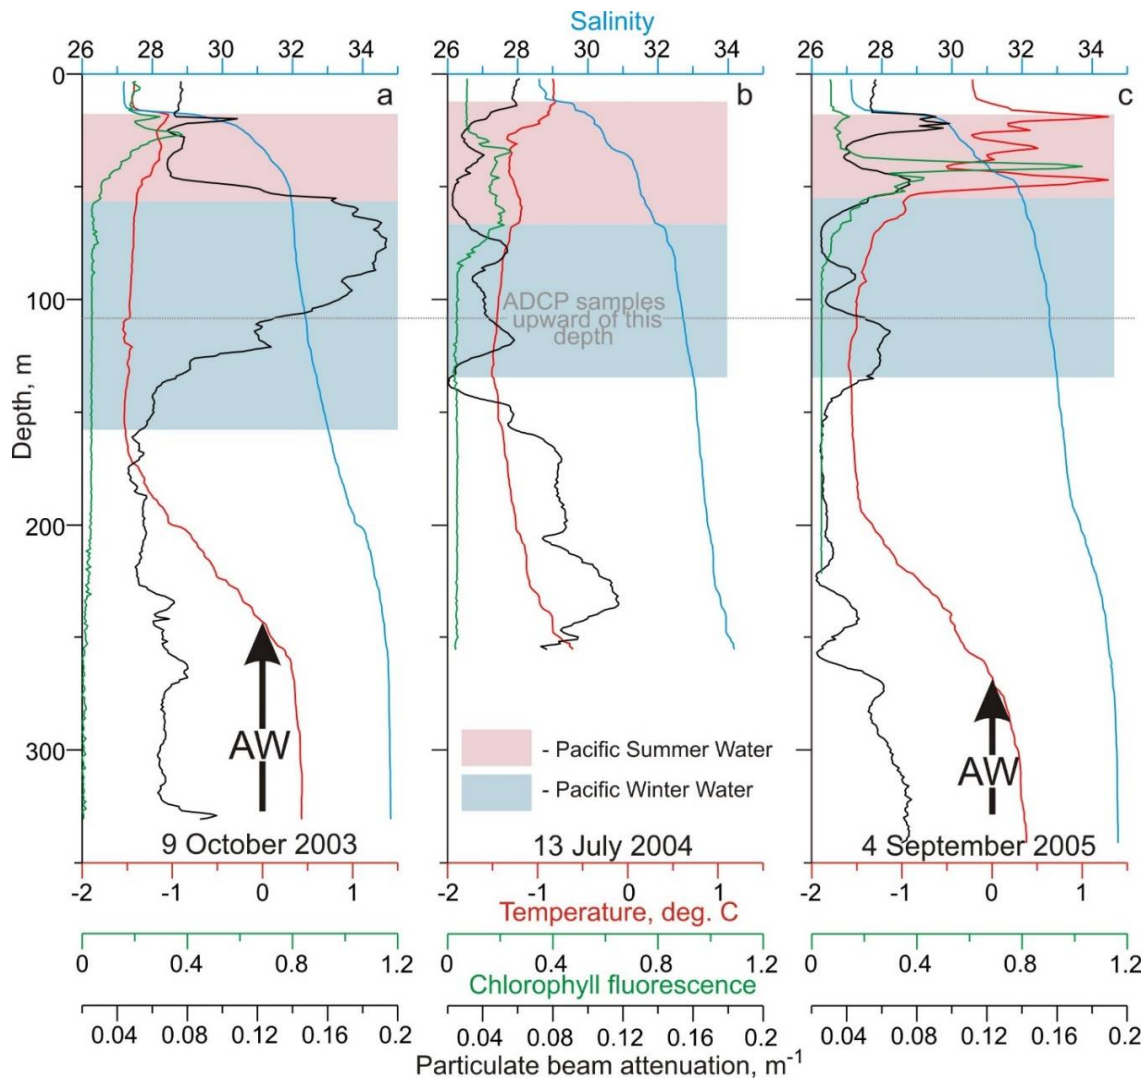 Salinity
26 28 30 32 34 26 28 30 32 34 26 28 30 32 34
0
a b c
100
ADCP samples
upward of this
depth
Depth, m
200
300
AW
- Pacific Summer Water
- Pacific Winter Water
AW
9 October 2003 13 July 2004 4 September 2005
-2 -1 0 1 -2 -1 0 1 -2 -1 0 1
Temperature, deg. C
0 0.4 0.8 1.2 0 0.4 0.8 1.2 0 0.4 0.8 1.2
Chlorophyll fluorescence
0.04 0.08 0.12 0.16 0.2 0.04 0.08 0.12 0.16 0.2 0.04 0.08 0.12 0.16 0.2
Particulate beam attenuation, m-1